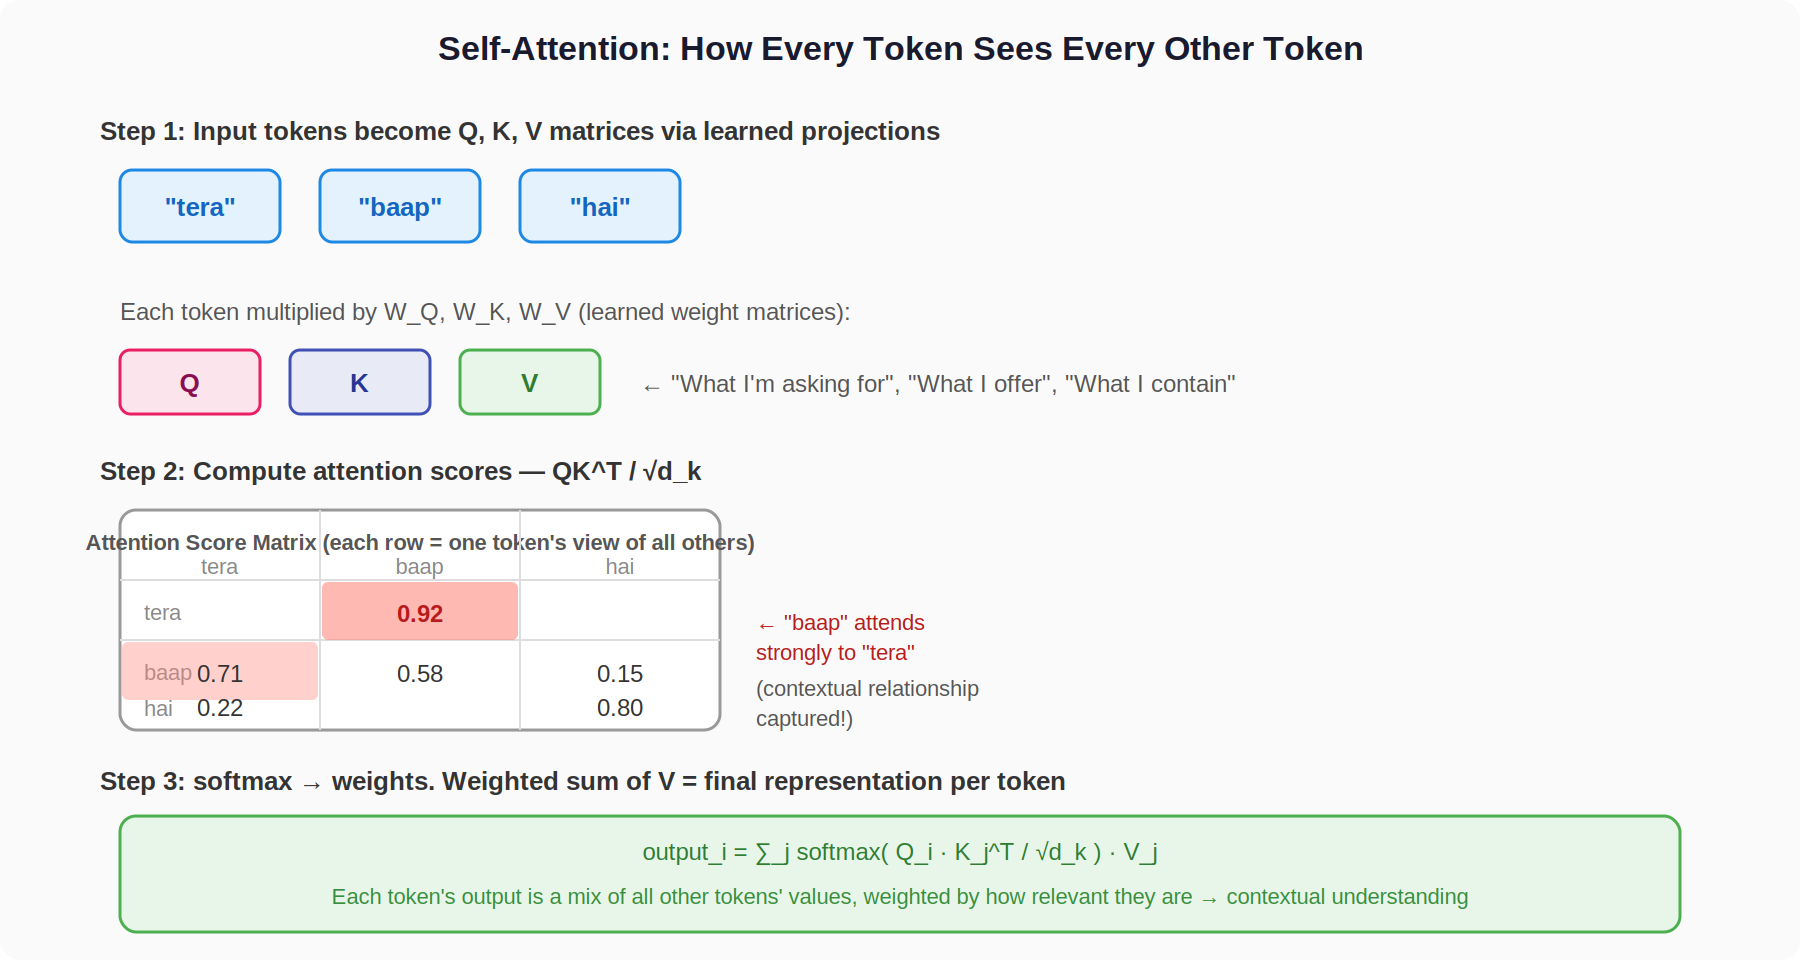 Self-Attention: How Every Token Sees Every Other Token
Step 1: Input tokens become Q, K, V matrices via learned projections
"tera" "baap" "hai"
Each token multiplied by W_Q, W_K, W_V (learned weight matrices):
Q K V ← "What I'm asking for", "What I offer", "What I contain"
Step 2: Compute attention scores — QK^T / √d_k
Attention Score Matrix (each row = one token's view of all others)
tera baap hai
tera 0.92
← "baap" attends
strongly to "tera"
baap 0.71 0.58 0.15
(contextual relationship
hai 0.22 0.80
captured!)
Step 3: softmax → weights. Weighted sum of V = final representation per token
output_i = ∑_j softmax( Q_i · K_j^T / √d_k ) · V_j
Each token's output is a mix of all other tokens' values, weighted by how relevant they are → contextual understanding